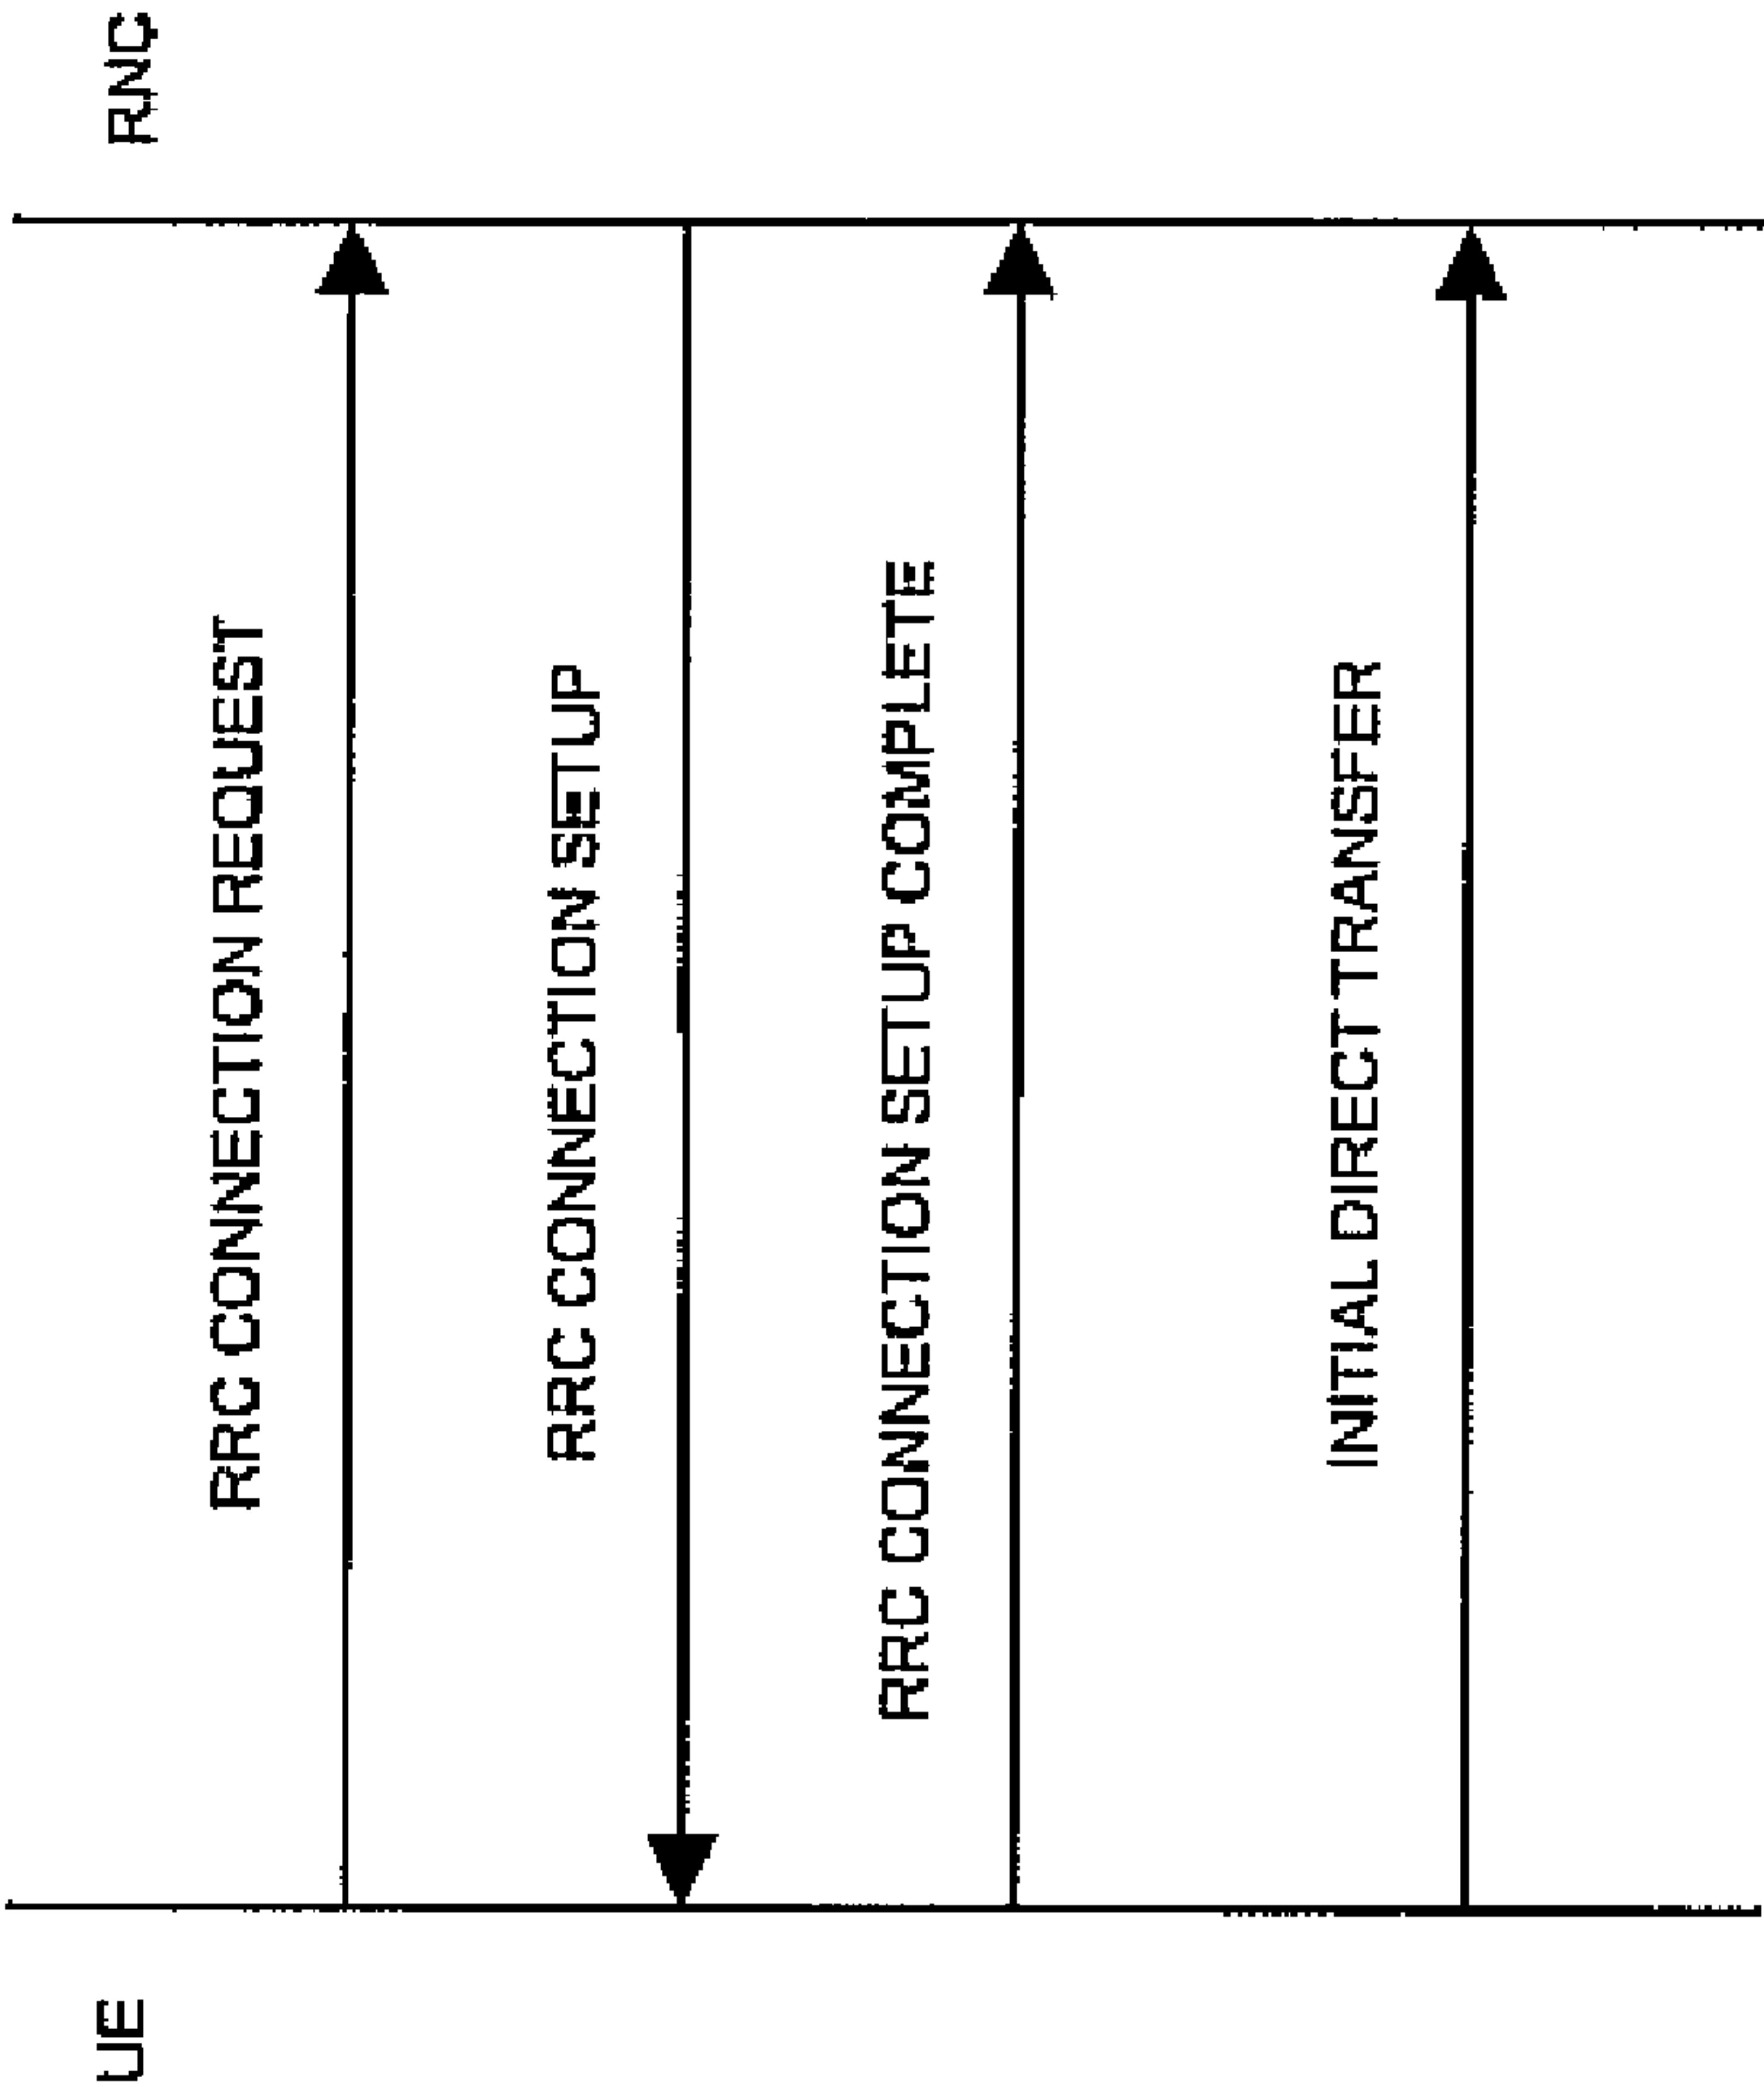 UE
RNC
RRC CONNECTION REQUEST
RRC CONNECTION SETUP
RRC CONNECTION SETUP COMPLETE
INITIAL DIRECT TRANSFER